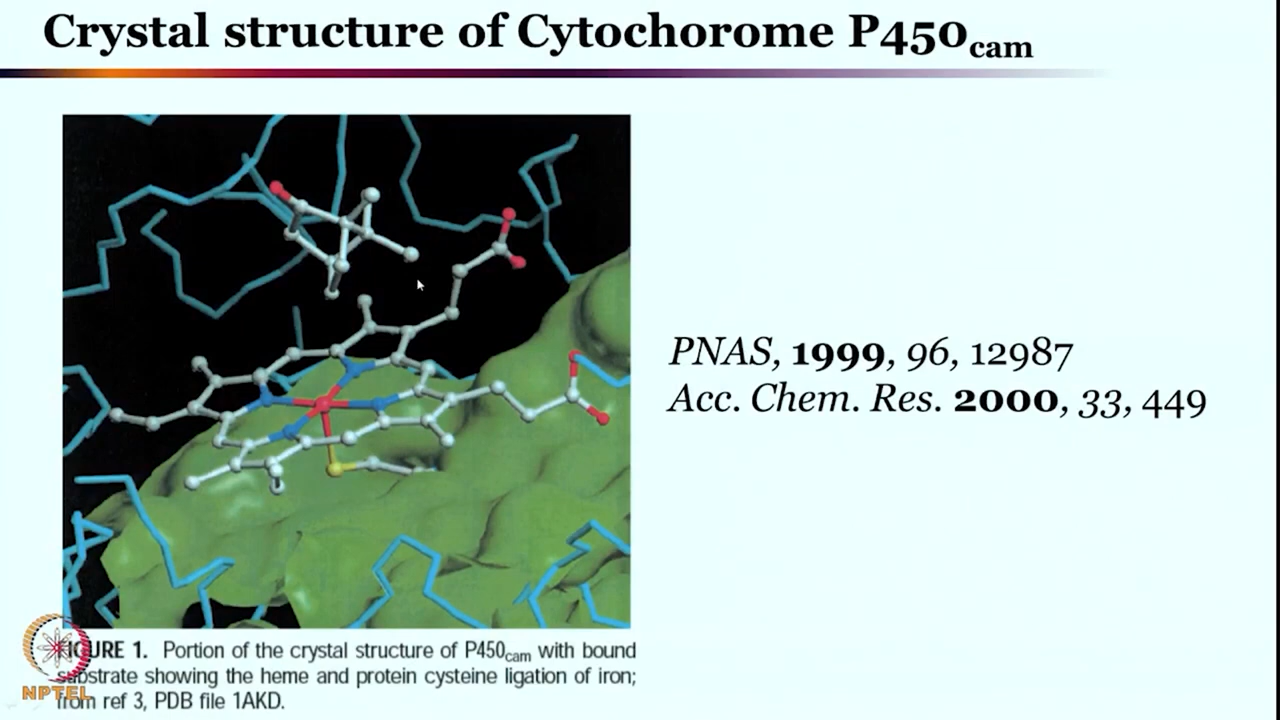 Crystal structure of Cytochorome P450cam
PNAS, 1999, 96, 12987
Acc. Chem. Res. 2000, 33, 449
FIGURE 1. Portion of the crystal structure of P450cam with bound
substrate showing the heme and protein cysteine ligation of iron;
from ref 3, PDB file 1AKD.
NPTEL